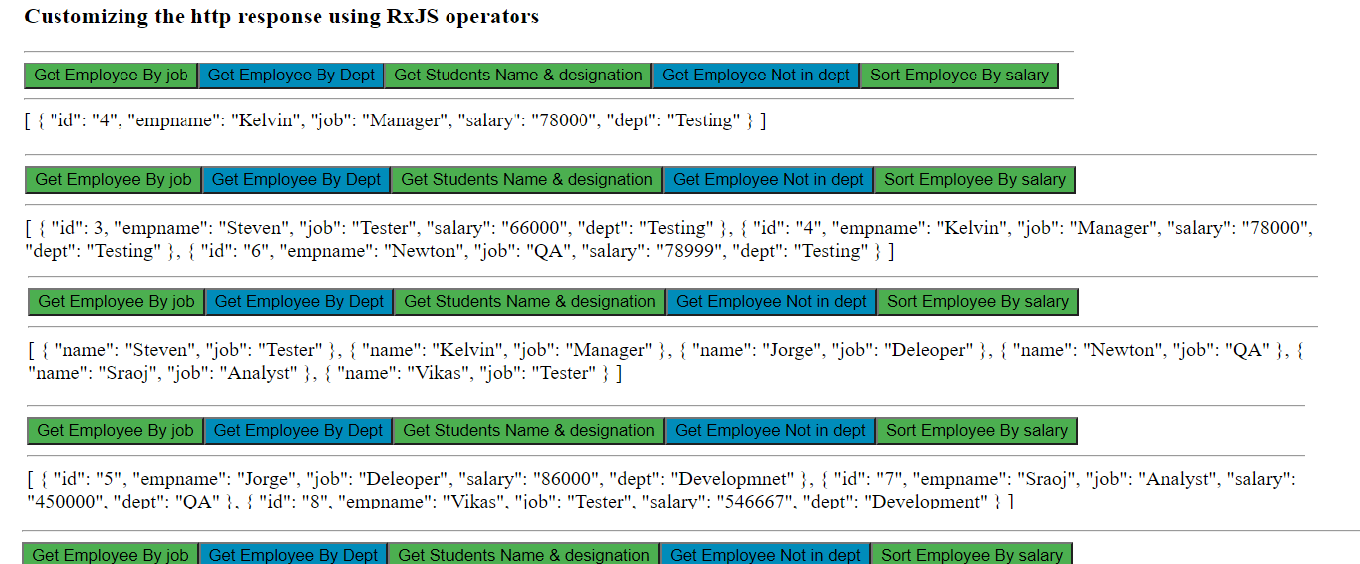 Customizing the http response using RxJS operators
Get Employee By job Get Employee By Dept Get Students Name & designation Get Employee Not in dept Sort Employee By salary
[ { "id": "4", "empname": "Kelvin", "job": "Manager", "salary": "78000", "dept": "Testing" } ]
Get Employee By job Get Employee By Dept Get Students Name & designation Get Employee Not in dept Sort Employee By salary
[ { "id": 3, "empname": "Steven", "job": "Tester", "salary": "66000", "dept": "Testing" }, { "id": "4", "empname": "Kelvin", "job": "Manager", "salary": "78000",
"dept": "Testing" }, { "id": "6", "empname": "Newton", "job": "QA", "salary": "78999", "dept": "Testing" } ]
Get Employee By job Get Employee By Dept Get Students Name & designation Get Employee Not in dept Sort Employee By salary
[ { "name": "Steven", "job": "Tester" }, { "name": "Kelvin", "job": "Manager" }, { "name": "Jorge", "job": "Deleoper" }, { "name": "Newton", "job": "QA" }, {
"name": "Sraoj", "job": "Analyst" }, { "name": "Vikas", "job": "Tester" } ]
Get Employee By job Get Employee By Dept Get Students Name & designation Get Employee Not in dept Sort Employee By salary
[ { "id": "5", "empname": "Jorge", "job": "Deleoper", "salary": "86000", "dept": "Developmnet" }, { "id": "7", "empname": "Sraoj", "job": "Analyst", "salary":
"450000", "dept": "QA" }, { "id": "8", "empname": "Vikas", "job": "Tester", "salary": "546667", "dept": "Development" } ]
Get Employee By job Get Employee By Dept Get Students Name & designation Get Employee Not in dept Sort Employee By salary